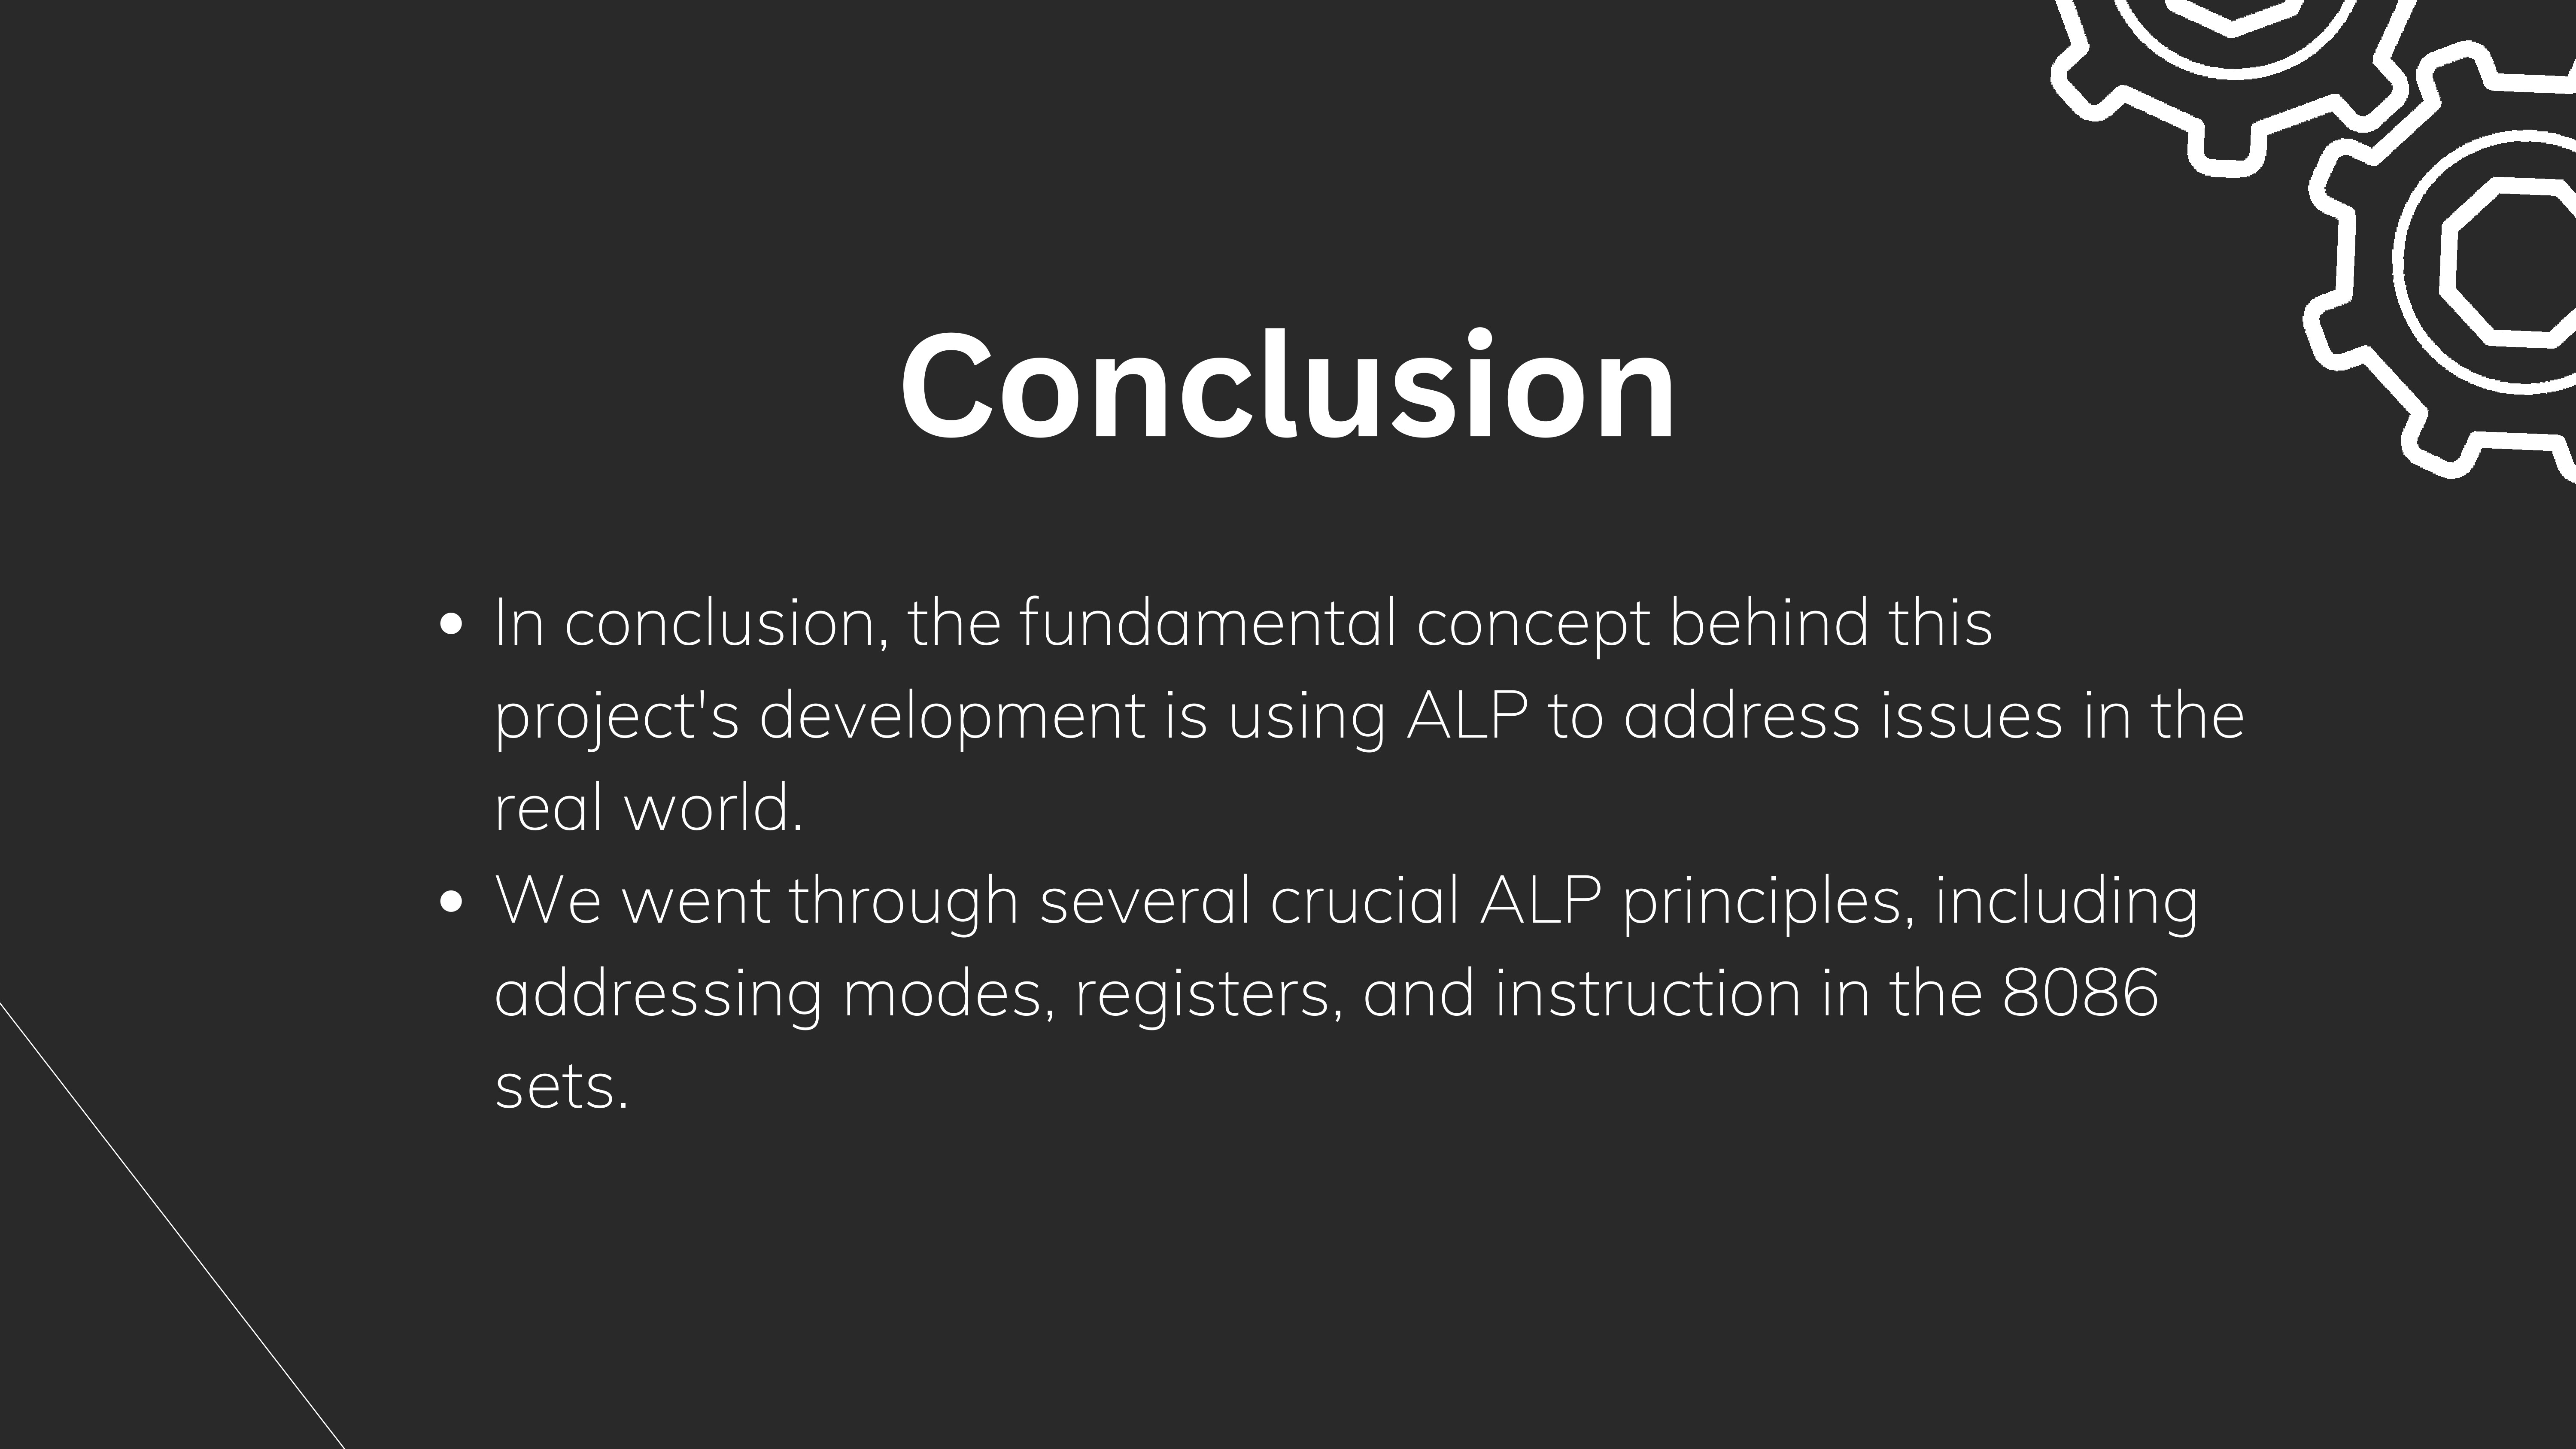 Conclusion
• In conclusion, the fundamental concept behind this
project's development is using ALP to address issues in the
real world.
• We went through several crucial ALP principles, including
addressing modes, registers, and instruction in the 8086
sets.